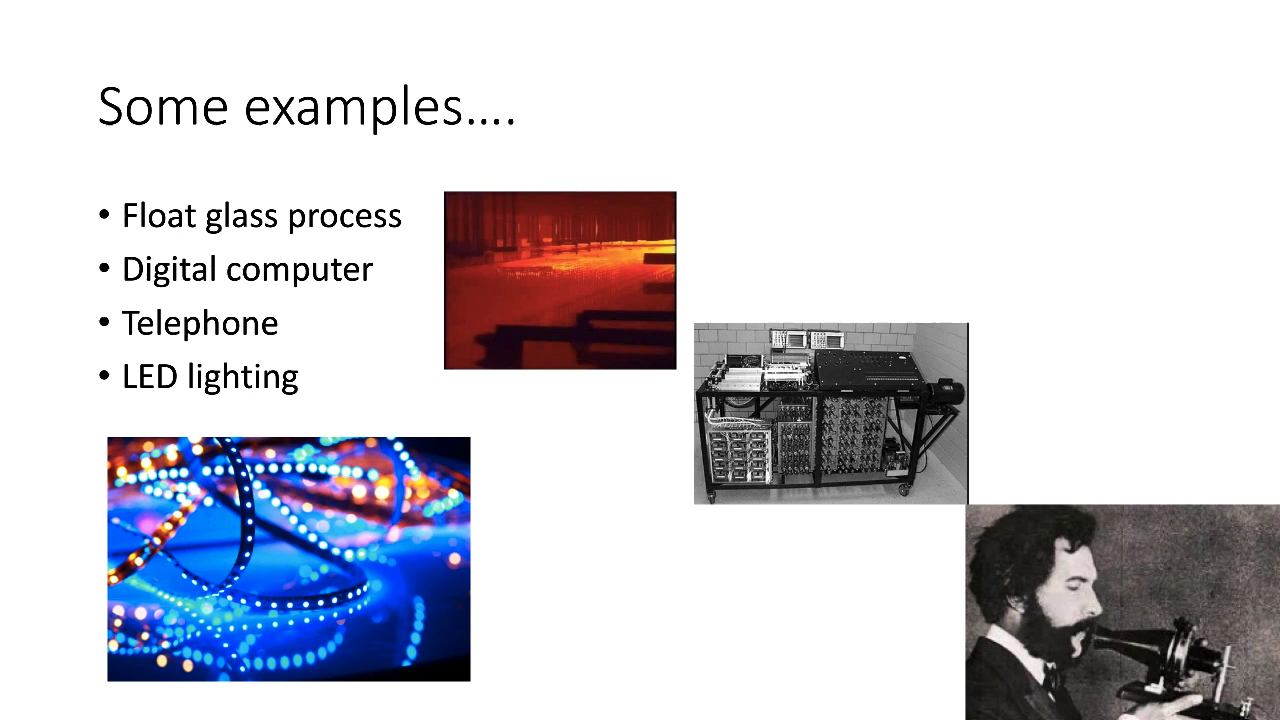 Some examples….
• Float glass process
• Digital computer
• Telephone
• LED lighting